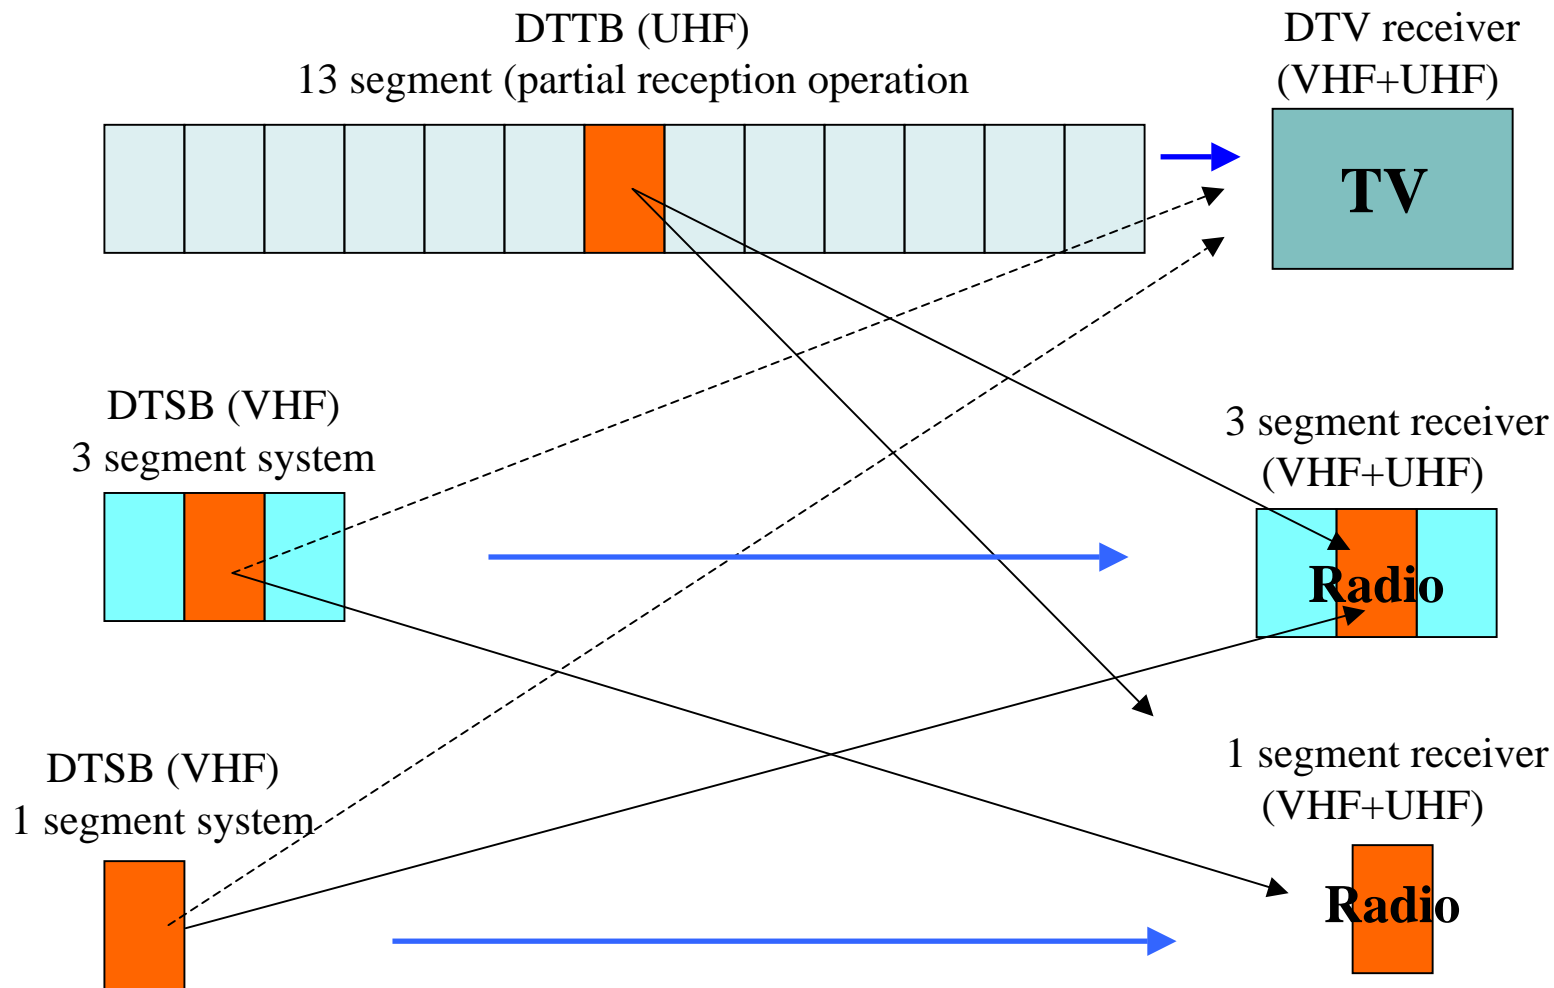 DTTB (UHF)
13 segment (partial reception operation
DTV receiver
(VHF+UHF)
TV
DTSB (VHF)
3 segment system
3 segment receiver
(VHF+UHF)
Radio
DTSB (VHF)
1 segment system
1 segment receiver
(VHF+UHF)
Radio